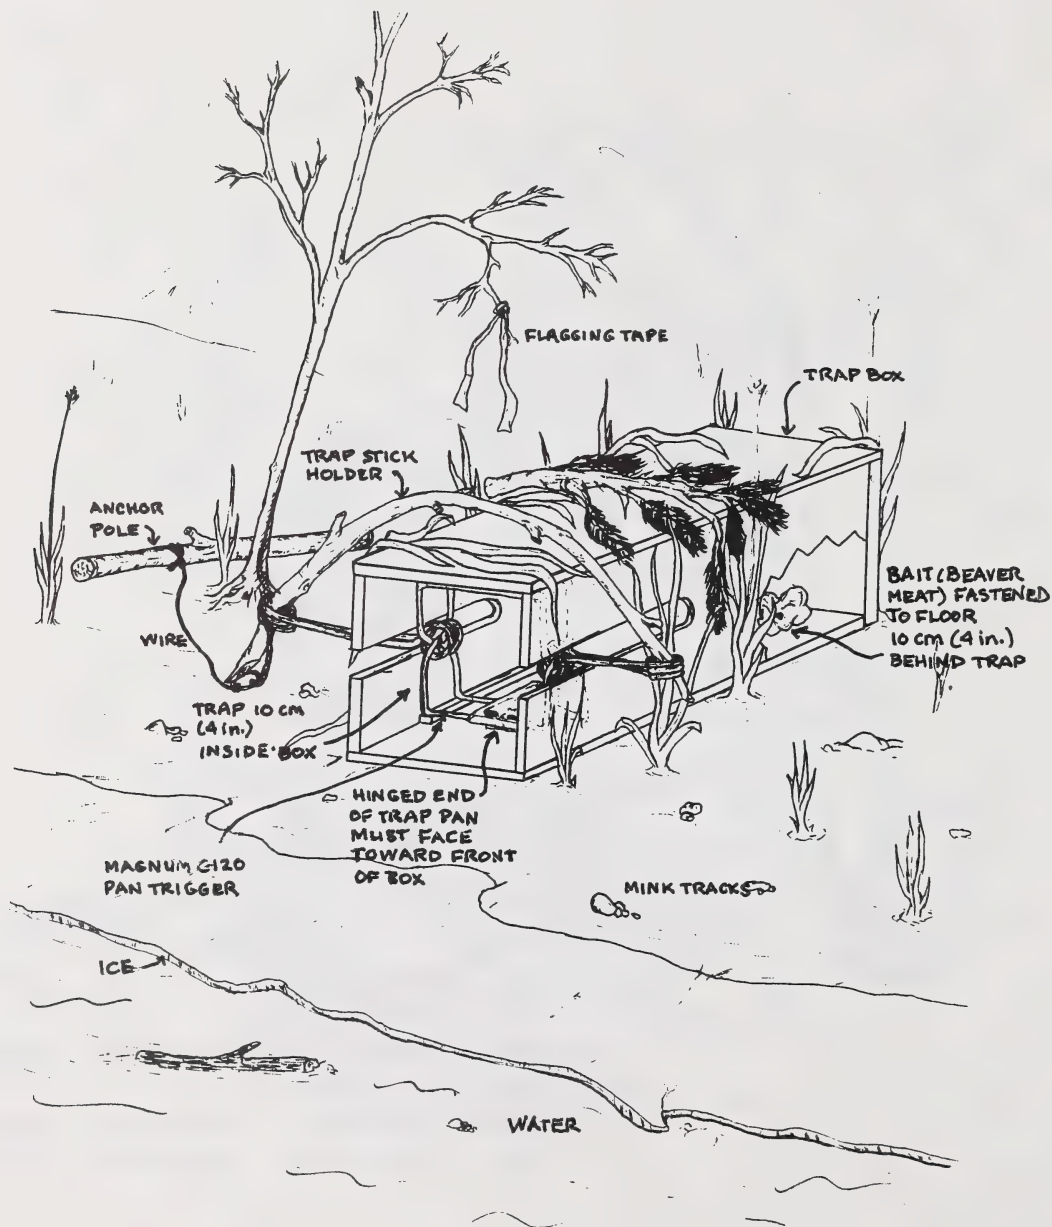 FLAGGING TAPE
TRAP BOX
TRAP STICK
HOLDER
ANCHOR
POLE
BAIT (BEAVER
MEAT) FASTENED
TO FLOOR
10 cm (4 in.)
BEHIND TRAP
WIRE
TRAP 10 cm
(4 in.)
INSIDE BOX
HINGED END
OF TRAP PAN
MUST FACE
TOWARD FRONT
OF BOX
MAGNUM C-120
PAN TRIGGER
MINK TRACKS
ICE
WATER